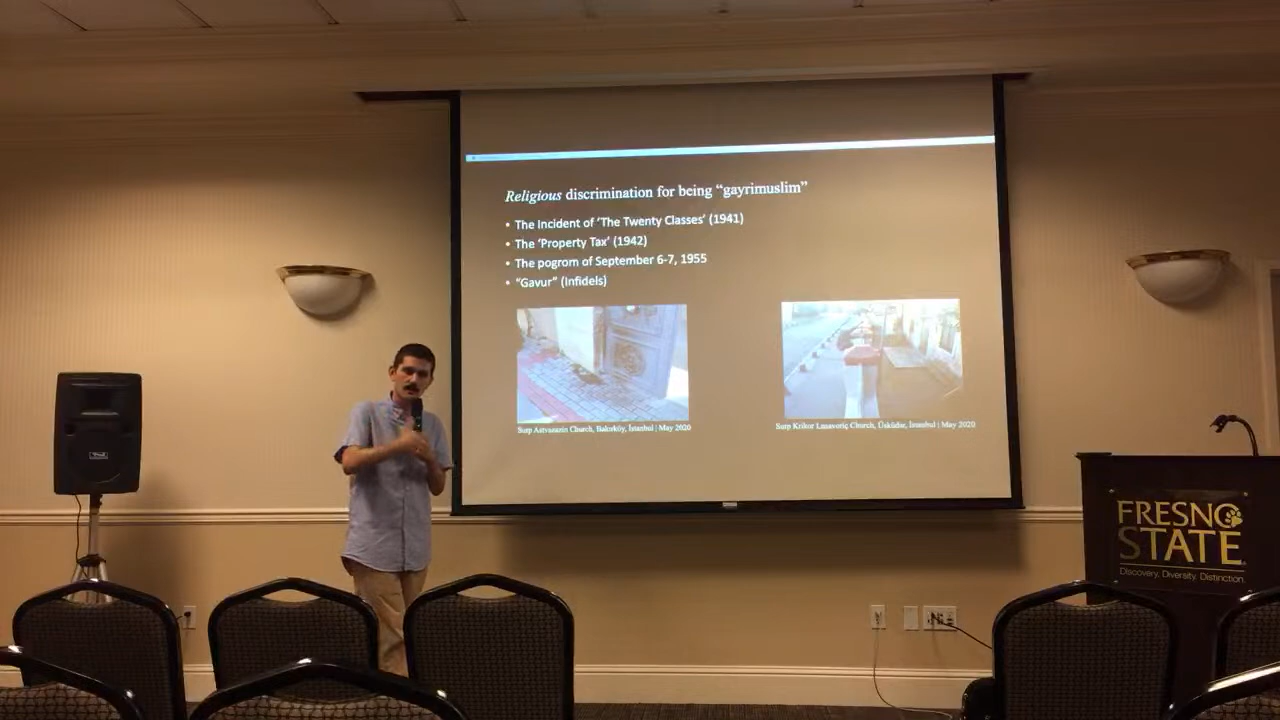 Religious discrimination for being “gayrimuslim”
• The Incident of ‘The Twenty Classes’ (1941)
• The ‘Property Tax’ (1942)
• The pogrom of September 6-7, 1955
• “Gavur” (Infidels)
Surp Astvazazin Church, Bakırköy, İstanbul | May 2020
Surp Krikor Lusavoriç Church, Üsküdar, İstanbul | May 2020
FRESNO
STATE
Discovery. Diversity. Distinction.